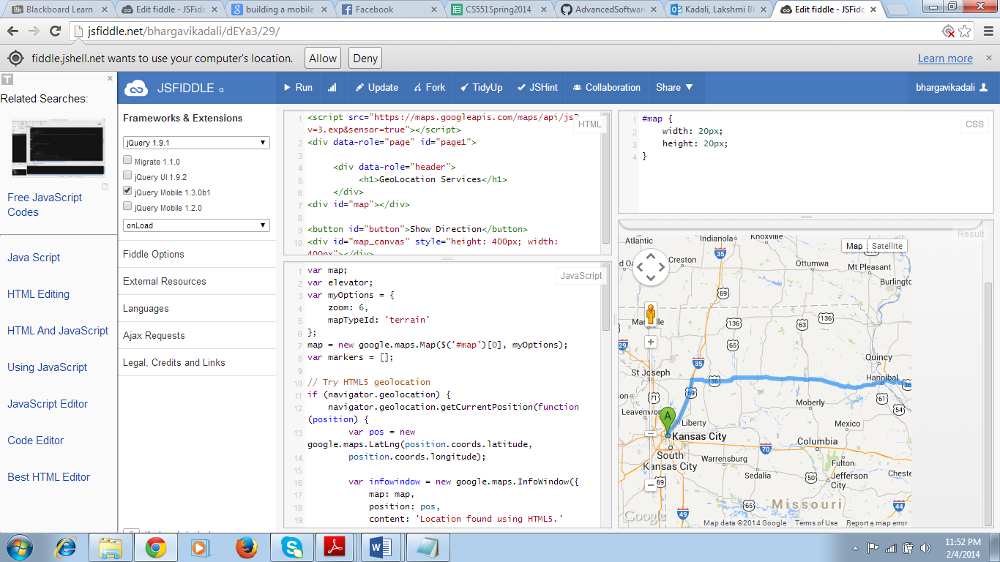 Blackboard Learn
Edit fiddle - JSFidd
building a mobile
Facebook
CS551Spring2014
AdvancedSoftware
Kadali, Lakshmi Bh
Edit fiddle - JSFidd
jsfiddle.net/bhargavikadali/dEYa3/29/
fiddle.jshell.net wants to use your computer's location.
Allow
Deny
Learn more
Related Searches:
Free JavaScript
Codes
Java Script
HTML Editing
HTML And JavaScript
Using JavaScript
JavaScript Editor
Code Editor
Best HTML Editor
JSFIDDLE α
Run
Update
Fork
TidyUp
JSHint
Collaboration
Share
bhargavikadali
Frameworks & Extensions
jQuery 1.9.1
Migrate 1.1.0
jQuery UI 1.9.2
jQuery Mobile 1.3.0b1
jQuery Mobile 1.2.0
onLoad
Fiddle Options
External Resources
Languages
Ajax Requests
Legal, Credits and Links
HTML
1 <script src="https://maps.googleapis.com/maps/api/js?
v=3.exp&sensor=true"></script>
2 <div data-role="page" id="page1">
3
4 <div data-role="header">
5 <h1>GeoLocation Services</h1>
6 </div>
7 <div id="map"></div>
8
9 <button id="button">Show Direction</button>
10 <div id="map_canvas" style="height: 400px; width:
400px"></div>
JavaScript
1 var map;
2 var elevator;
3 var myOptions = {
4 zoom: 6,
5 mapTypeId: 'terrain'
6 };
7 map = new google.maps.Map($('#map')[0], myOptions);
8 var markers = [];
9
10 // Try HTML5 geolocation
11 if (navigator.geolocation) {
12 navigator.geolocation.getCurrentPosition(function
(position) {
13 var pos = new
google.maps.LatLng(position.coords.latitude,
14 position.coords.longitude);
15
16 var infowindow = new google.maps.InfoWindow({
17 map: map,
18 position: pos,
19 content: 'Location found using HTML5.'
CSS
1 #map {
2 width: 20px;
3 height: 20px;
4 }
Result
Atlantic
Indianola
Knoxville
Map
Satellite
35
Creston
Ottumwa
Mt Pleasant
Burlingto
69
136
63
136
65
29
35
Quincy
St Joseph
36
Hannibal
36
69
71
61
Moberly
54
Leavenwor
A
Liberty
Mexico
Kansas City
Columbia
70
South
Kansas City
Warrensburg
Fulton
Sedalia
50
Jefferson
City
Cheste
69
65
Missouri
44
49
Google
Map data ©2014 Google
Terms of Use
Report a map error
11:52 PM
2/4/2014